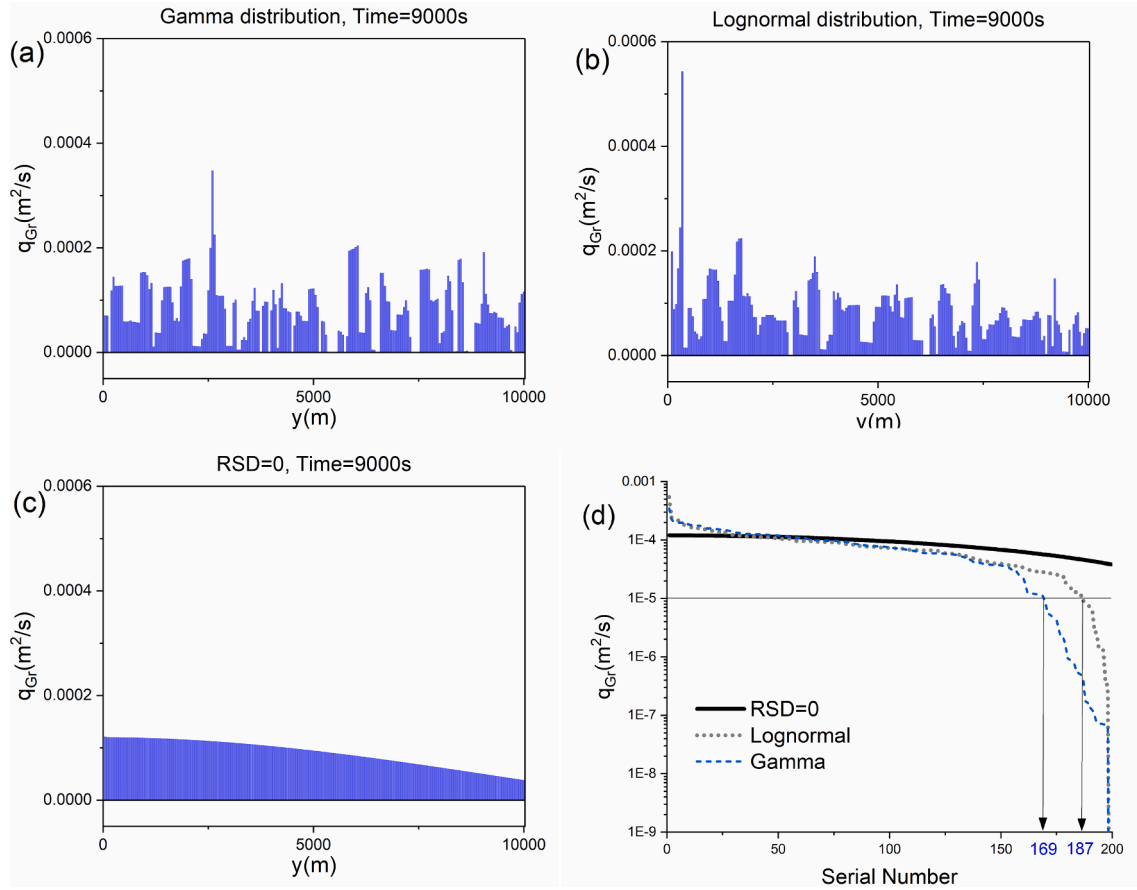 Gamma distribution, Time=9000s
(a)
0.0006
0.0004
0.0002
0.0000
qGr(m²/s)
0
5000
10000
y(m)
Lognormal distribution, Time=9000s
(b)
0.0006
0.0004
0.0002
0.0000
qGr(m²/s)
0
5000
10000
y(m)
RSD=0, Time=9000s
(c)
0.0006
0.0004
0.0002
0.0000
qGr(m²/s)
0
5000
10000
y(m)
(d)
0.001
1E-4
1E-5
1E-6
1E-7
1E-8
1E-9
qGr(m²/s)
RSD=0
Lognormal
Gamma
0
50
100
150
169
187
200
Serial Number